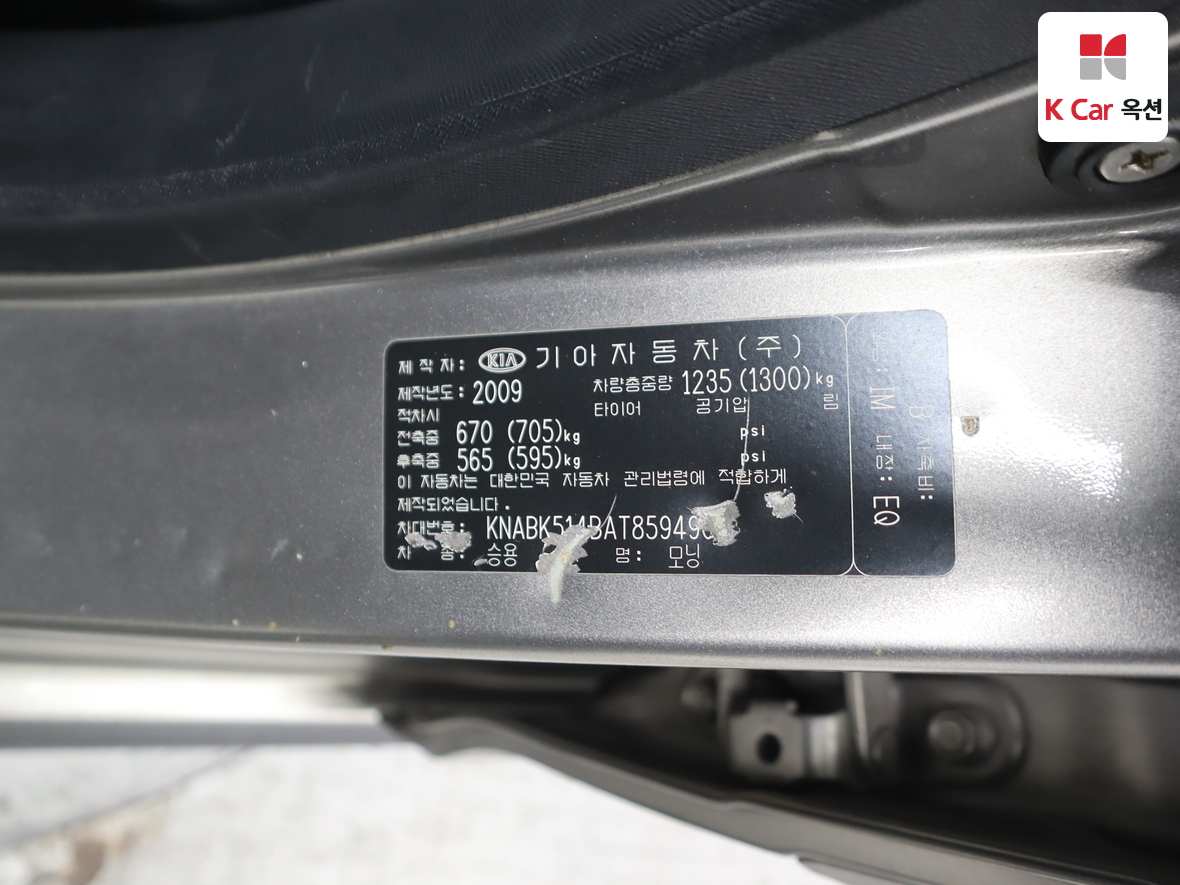 K Car 옥션
제작자: KIA 기아자동차(주)
제작년도: 2009 차량총중량 1235(1300)kg
적차시 타이어 공기압 림
전축중 670 (705)kg psi
후축중 565 (595)kg psi
이 자동차는 대한민국 자동차 관리법령에 적합하게
제작되었습니다.
차대번호: KNABK514BAT85949
차 종: 승용 명: 모닝
IM 내장: EQ